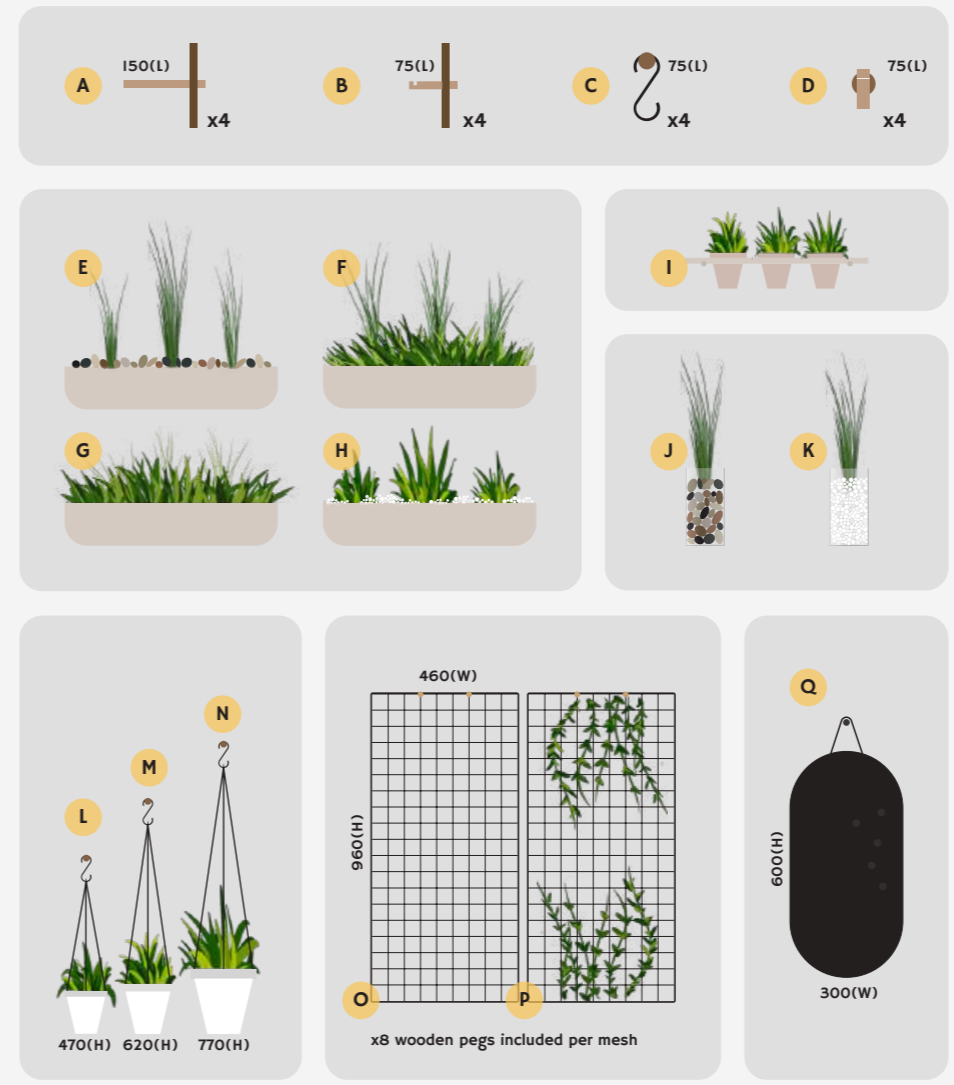 A
150(L)
x4
B
75(L)
x4
C
75(L)
x4
D
75(L)
x4
E
F
G
H
I
J
K
L
M
N
470(H) 620(H) 770(H)
460(W)
960(H)
O
P
x8 wooden pegs included per mesh
Q
600(H)
300(W)